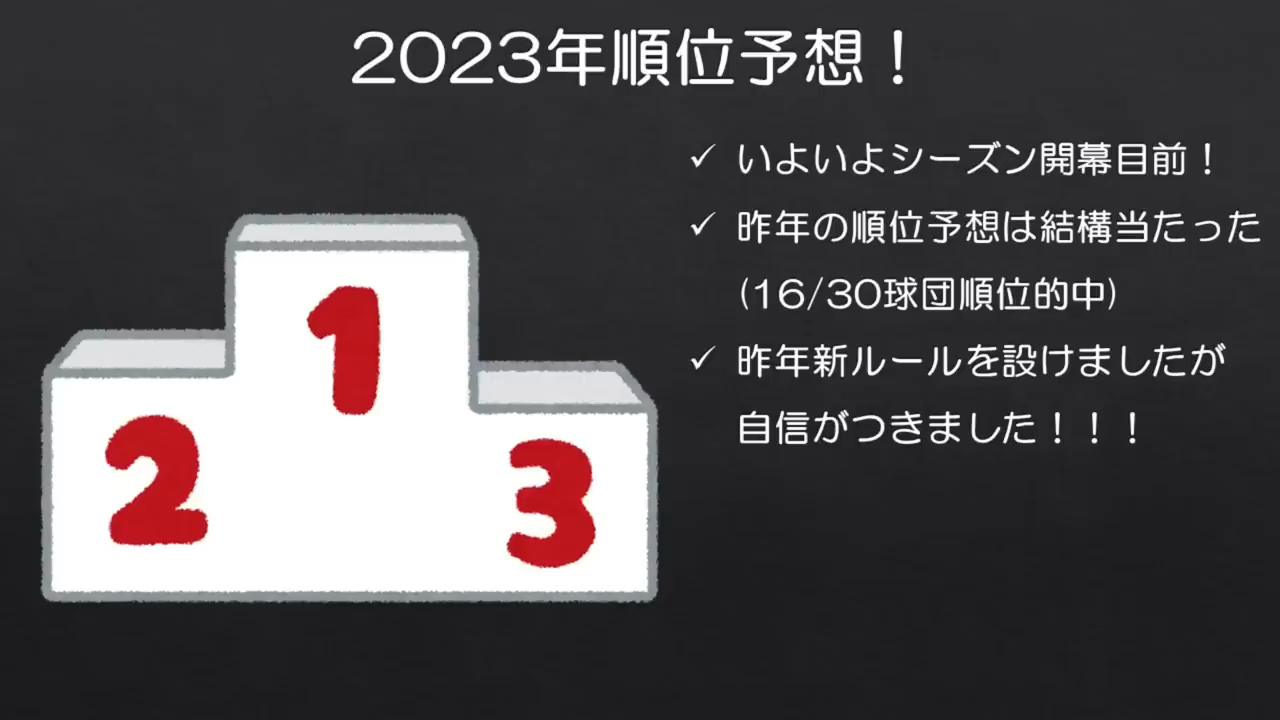 2023年順位予想！
✓ いよいよシーズン開幕目前！
✓ 昨年の順位予想は結構当たった
(16/30球団順位的中)
✓ 昨年新ルールを設けましたが
自信がつきました！！！
1
2
3